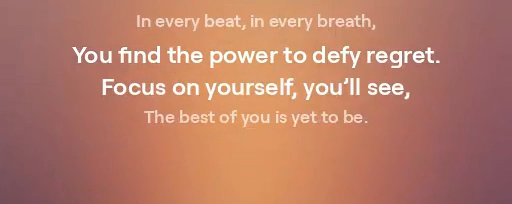 In every beat, in every breath,
You find the power to defy regret.
Focus on yourself, you’ll see,
The best of you is yet to be.